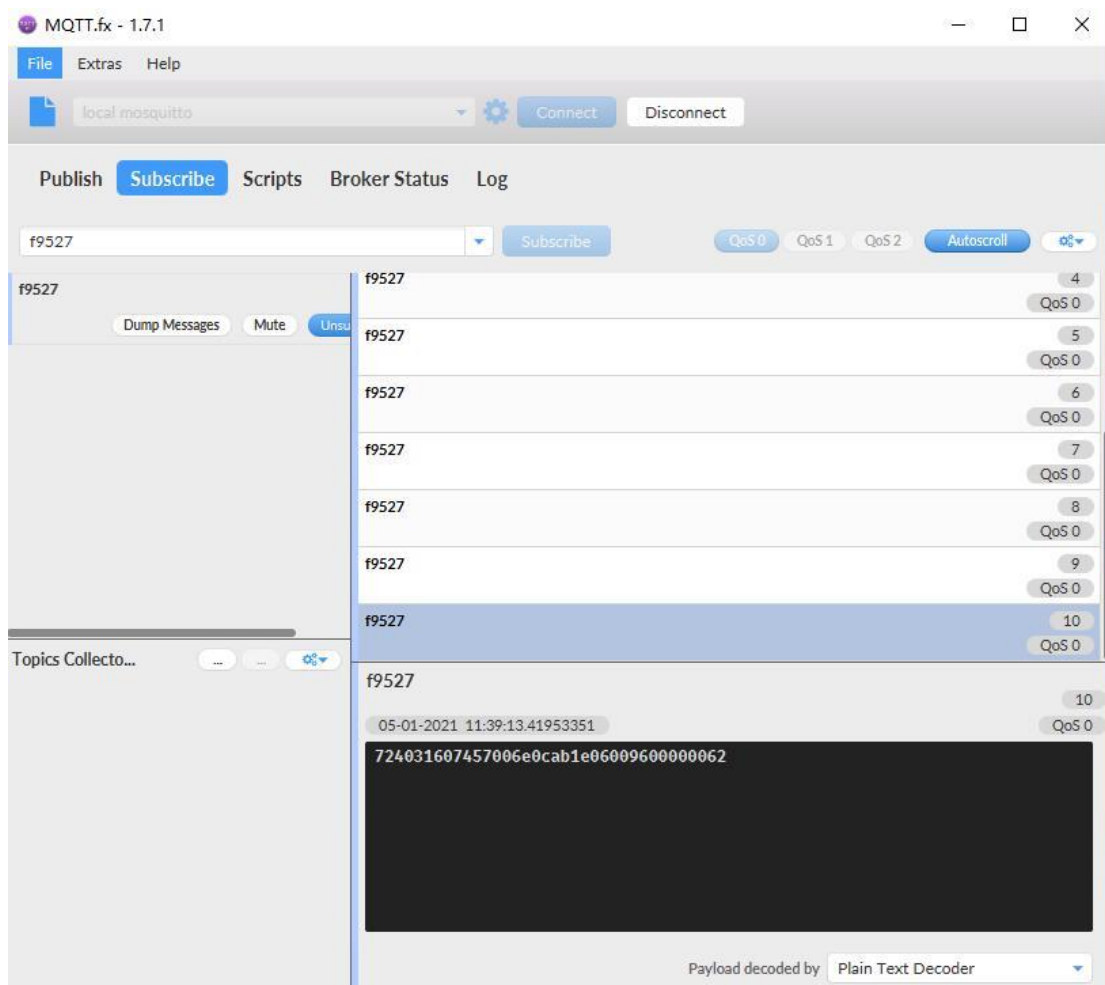 MQTT.fx - 1.7.1
File Extras Help
local mosquitto Connect Disconnect
Publish Subscribe Scripts Broker Status Log
f9527 Subscribe QoS 0 QoS 1 QoS 2 Autoscroll
f9527
Dump Messages Mute Unsu
f9527 4
QoS 0
f9527 5
QoS 0
f9527 6
QoS 0
f9527 7
QoS 0
f9527 8
QoS 0
f9527 9
QoS 0
f9527 10
QoS 0
Topics Collecto... ... ...
f9527
10
05-01-2021 11:39:13.41953351 QoS 0
724031607457006e0cab1e06009600000062
Payload decoded by Plain Text Decoder